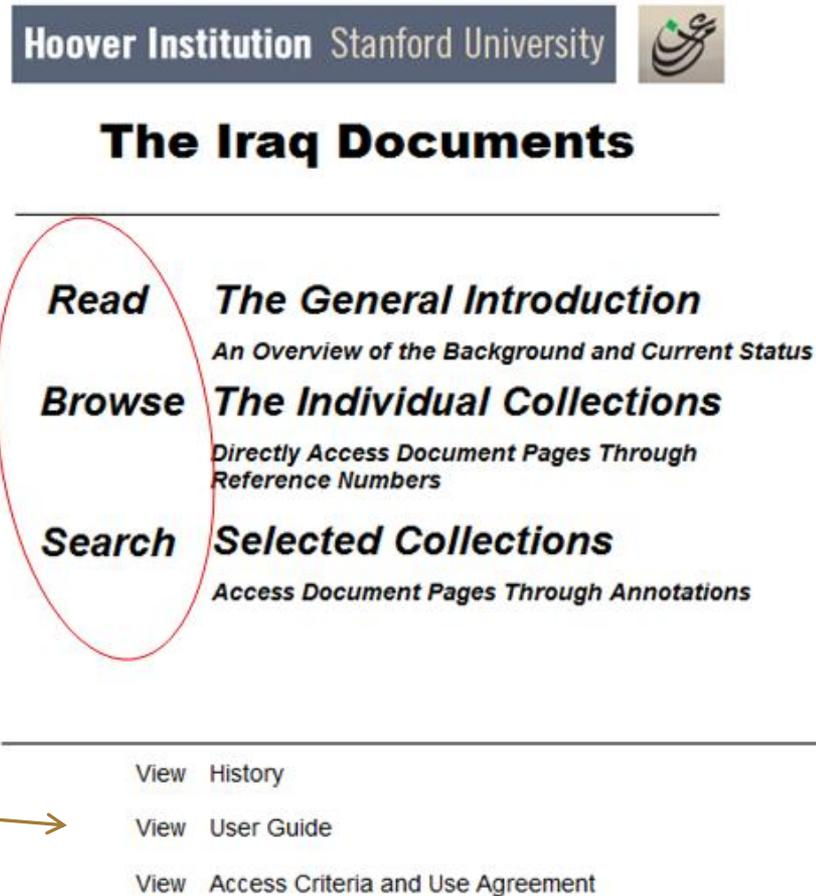 Hoover Institution Stanford University
The Iraq Documents
Read The General Introduction
An Overview of the Background and Current Status
Browse The Individual Collections
Directly Access Document Pages Through
Reference Numbers
Search Selected Collections
Access Document Pages Through Annotations
View History
View User Guide
View Access Criteria and Use Agreement